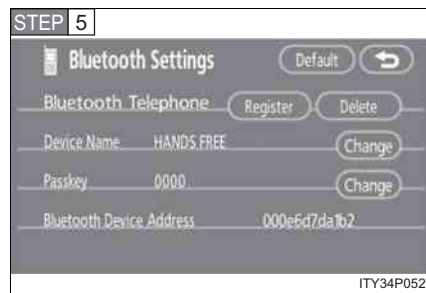 STEP 5
Bluetooth Settings Default
Bluetooth Telephone Register Delete
Device Name HANDS FREE Change
Passkey 0000 Change
Bluetooth Device Address 000e6d7da1b2
ITY34P052